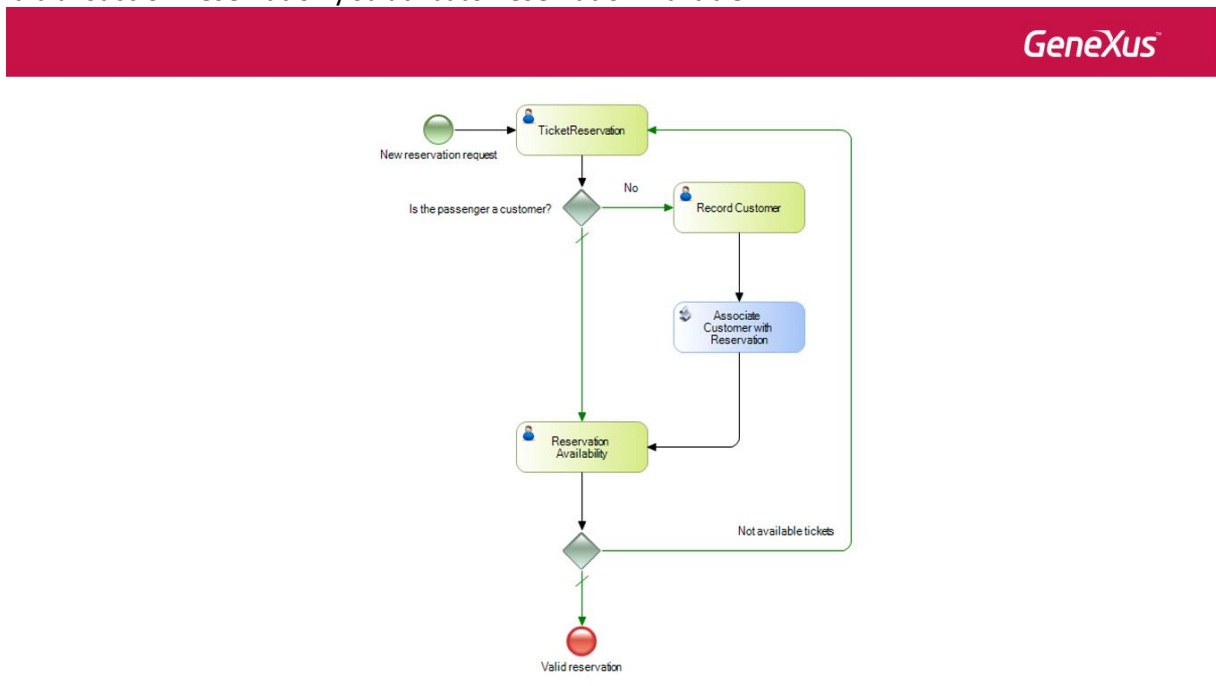 GeneXus™
TicketReservation
New reservation request
No
Is the passenger a customer?
Record Customer
Associate
Customer with
Reservation
Reservation
Availability
Not available tickets
Valid reservation